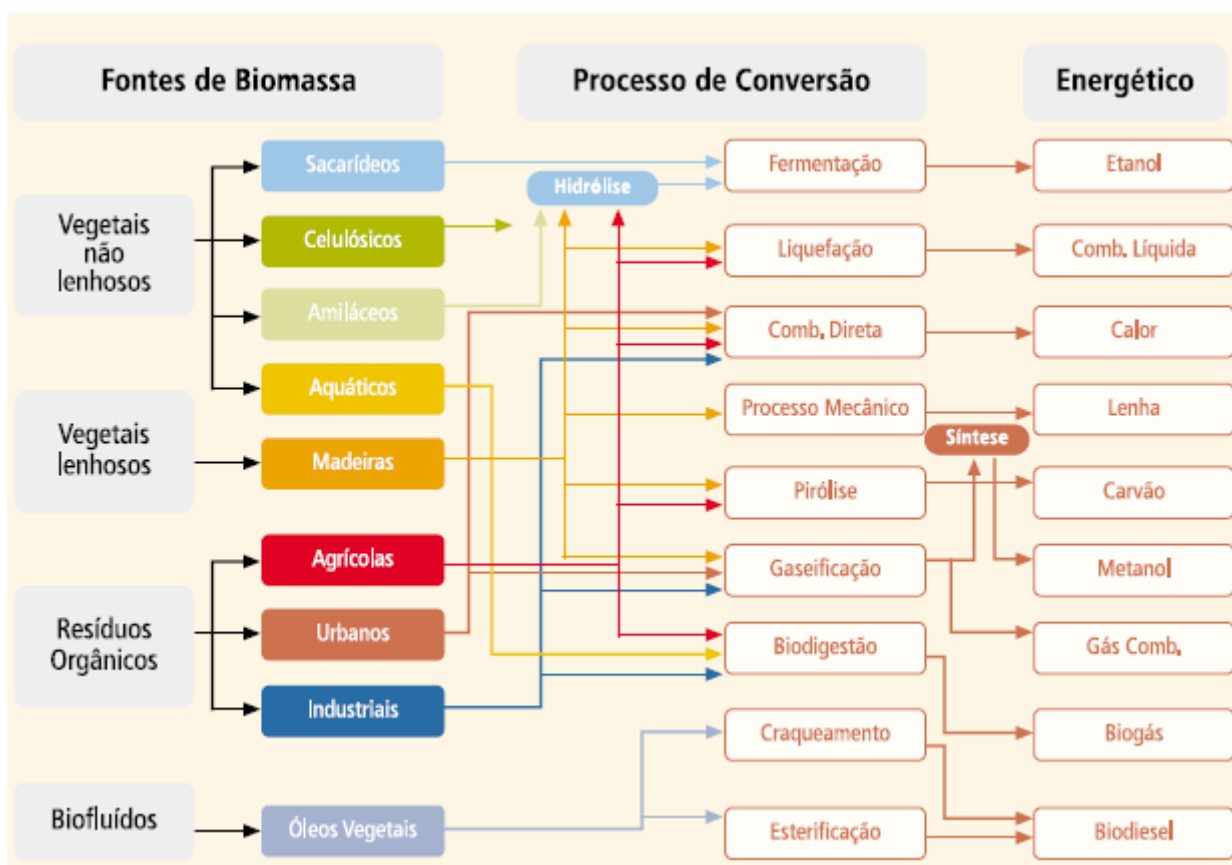 Fontes de Biomassa
Processo de Conversão
Energético
Vegetais
não
lenhosos
Sacarídeos
Celulósicos
Amiláceos
Aquáticos
Vegetais
lenhosos
Madeiras
Resíduos
Orgânicos
Agrícolas
Urbanos
Industriais
Biofluídos
Óleos Vegetais
Hidrólise
Fermentação
Liquefação
Comb. Direta
Processo Mecânico
Pirólise
Gaseificação
Biodigestão
Craqueamento
Esterificação
Síntese
Etanol
Comb. Líquida
Calor
Lenha
Carvão
Metanol
Gás Comb.
Biogás
Biodiesel